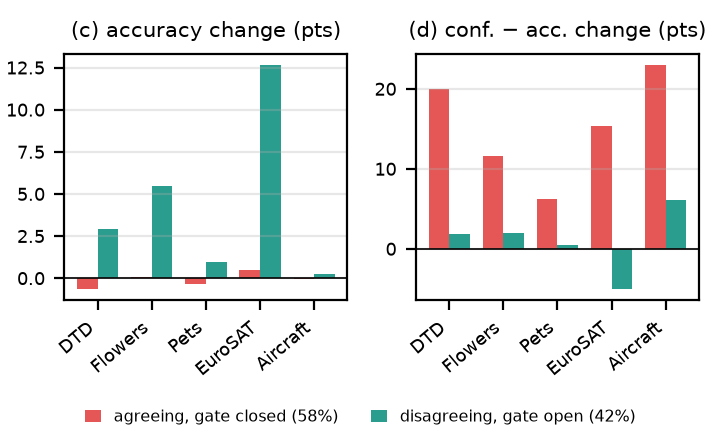 (c) accuracy change (pts)
12.5
10.0
7.5
5.0
2.5
0.0
DTD
Flowers
Pets
EuroSAT
Aircraft
(d) conf. − acc. change (pts)
20
10
0
DTD
Flowers
Pets
EuroSAT
Aircraft
agreeing, gate closed (58%)
disagreeing, gate open (42%)